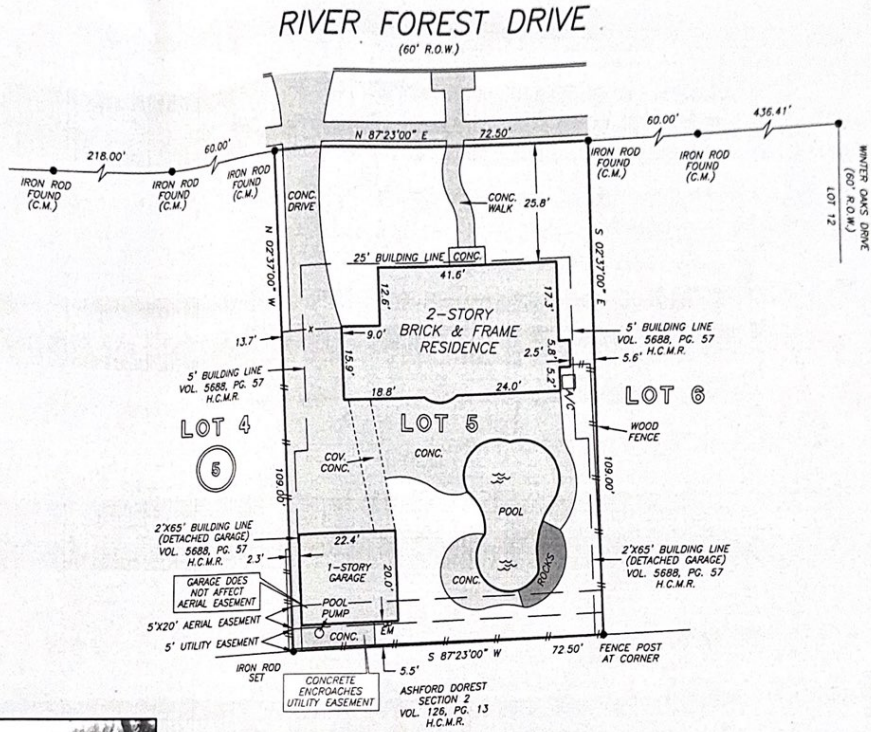 RIVER FOREST DRIVE
(60' R.O.W.)
N 87°23'00" E 72.50'
218.00'
60.00'
60.00'
436.41'
IRON ROD
FOUND
(C.M.)
IRON ROD
FOUND
(C.M.)
IRON ROD
FOUND
(C.M.)
IRON ROD
FOUND
(C.M.)
IRON ROD
FOUND
(C.M.)
WINTER OAKS DRIVE
(60' R.O.W.)
LOT 12
CONC.
DRIVE
CONC.
WALK
25.8'
N 02°37'00" W
S 02°37'00" E
25' BUILDING LINE
CONC.
41.6'
12.6'
17.3'
2-STORY
BRICK & FRAME
RESIDENCE
13.7'
X
9.0'
15.9'
5.8'
2.5'
5.2'
5' BUILDING LINE
VOL. 5688, PG. 57
H.C.M.R.
5.6'
5' BUILDING LINE
VOL. 5688, PG. 57
H.C.M.R.
18.8'
24.0'
A/C
LOT 4
5
LOT 5
LOT 6
WOOD
FENCE
COV.
CONC.
CONC.
109.00'
109.00'
POOL
2'X65' BUILDING LINE
(DETACHED GARAGE)
VOL. 5688, PG. 57
H.C.M.R.
2.3'
22.4'
1-STORY
GARAGE
20.0'
CONC.
ROCKS
2'X65' BUILDING LINE
(DETACHED GARAGE)
VOL. 5688, PG. 57
H.C.M.R.
GARAGE DOES
NOT AFFECT
AERIAL EASEMENT
POOL
PUMP
5'X20' AERIAL EASEMENT
EM
5' UTILITY EASEMENT
CONC.
S 87°23'00" W 72.50'
IRON ROD
SET
5.5'
FENCE POST
AT CORNER
CONCRETE
ENCROACHES
UTILITY EASEMENT
ASHFORD DOREST
SECTION 2
VOL. 126, PG. 13
H.C.M.R.